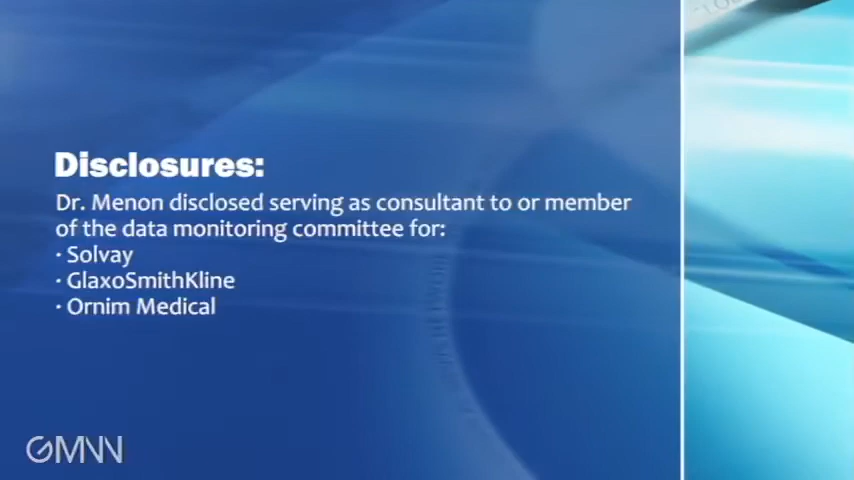 Disclosures:
Dr. Menon disclosed serving as consultant to or member
of the data monitoring committee for:
· Solvay
· GlaxoSmithKline
· Ornim Medical
GMNN